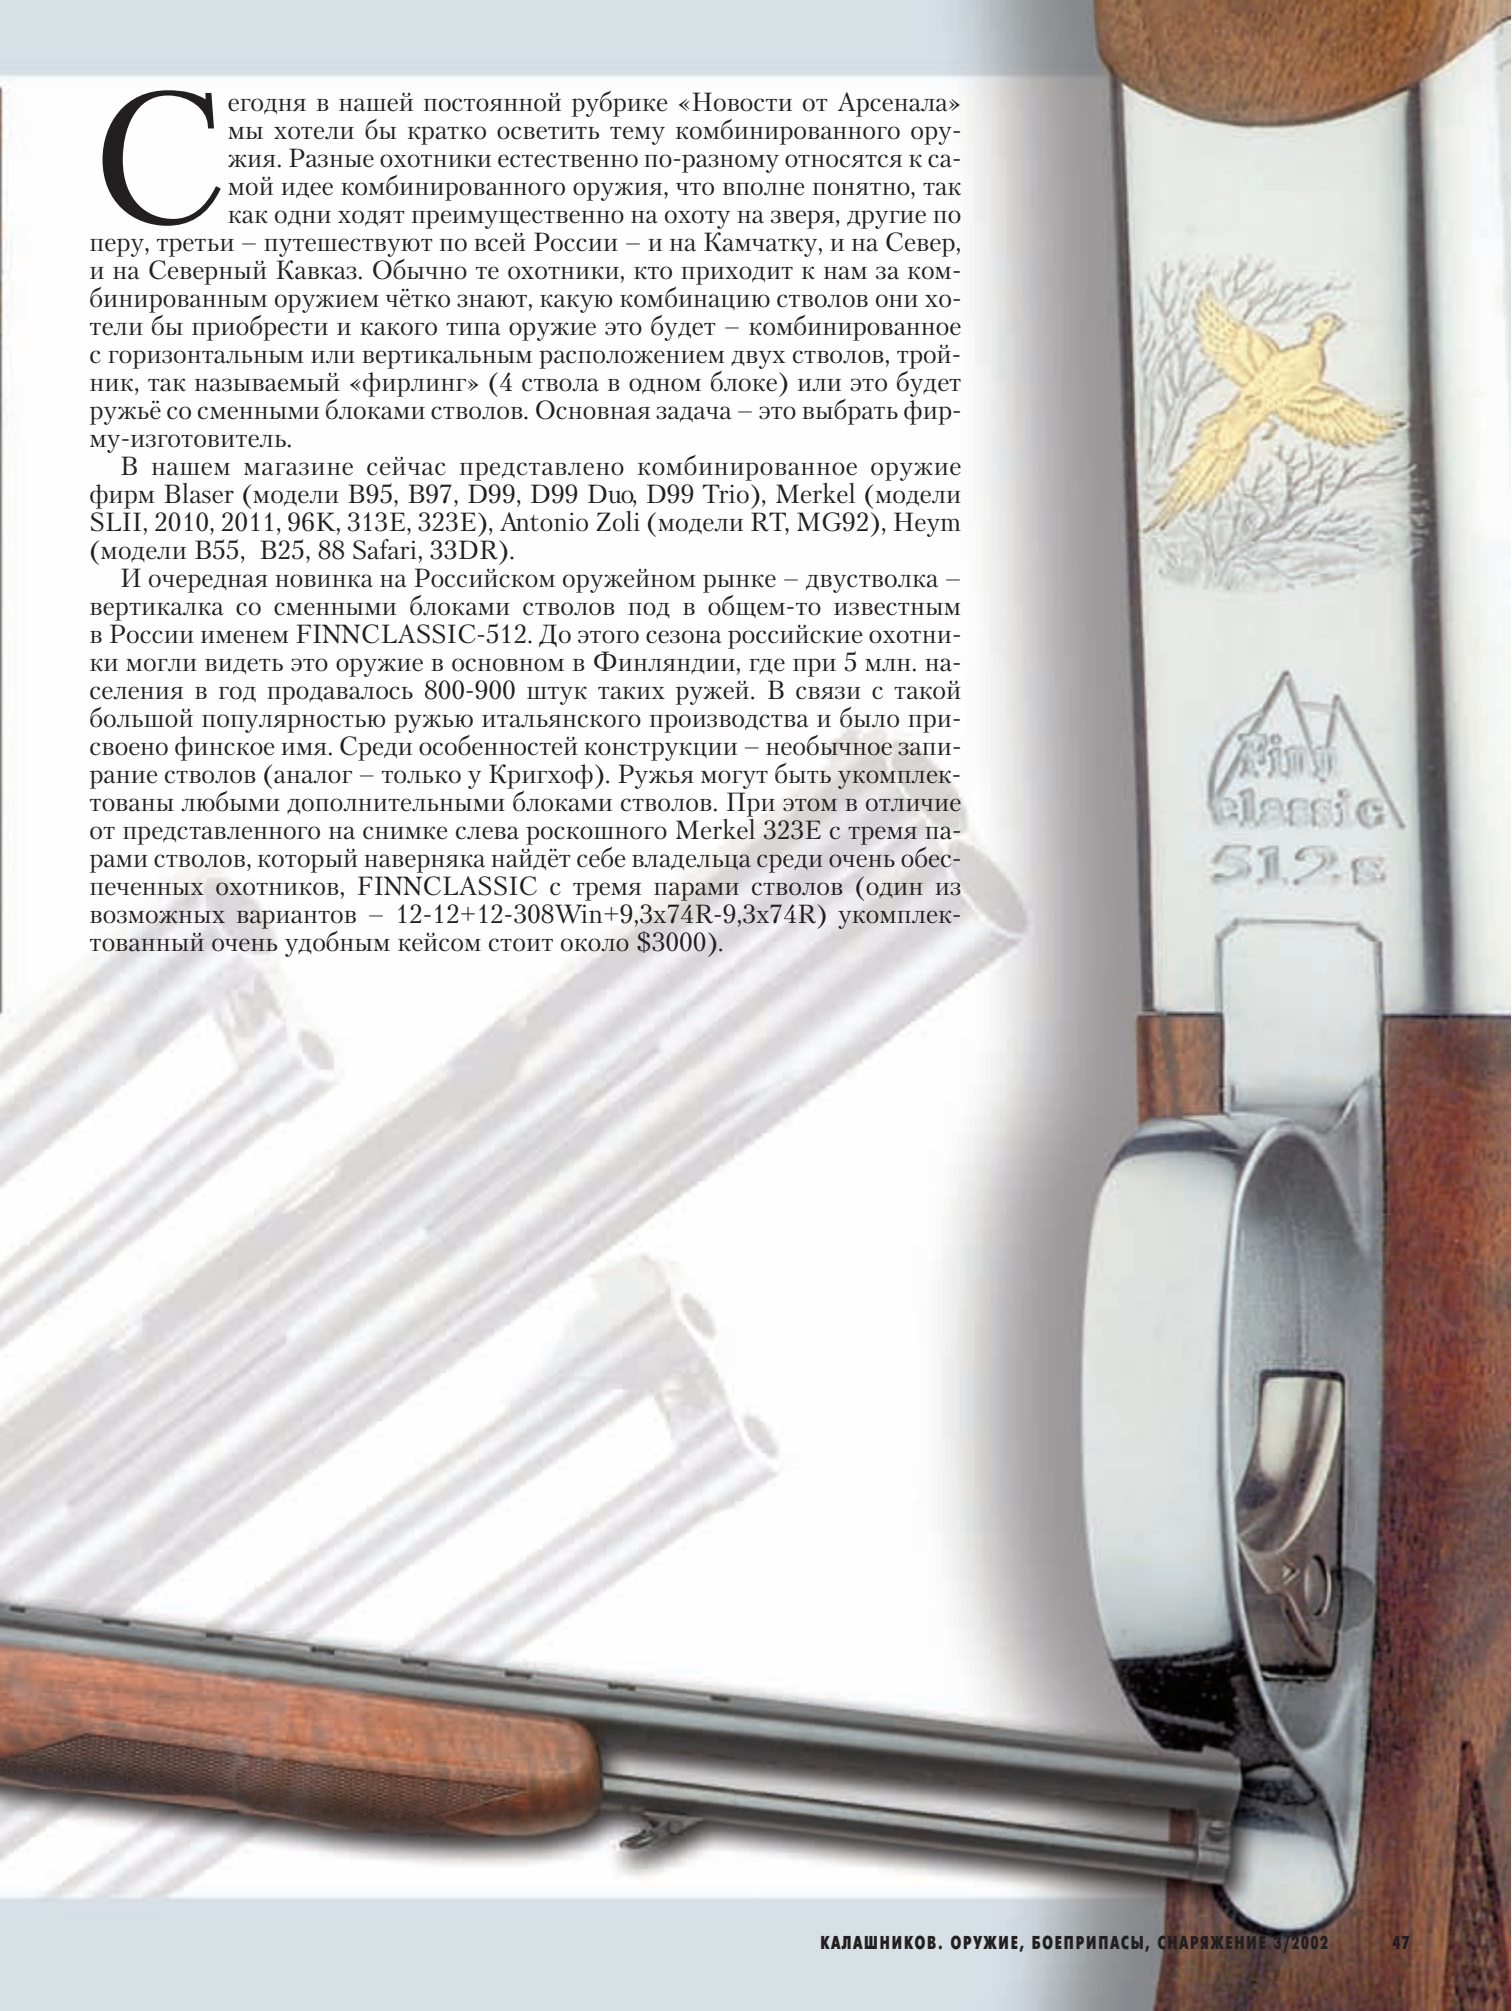 Сегодня в нашей постоянной рубрике «Новости от Арсенала»
мы хотели бы кратко осветить тему комбинированного ору-
жия. Разные охотники естественно по-разному относятся к са-
мой идее комбинированного оружия, что вполне понятно, так
как одни ходят преимущественно на охоту на зверя, другие по
перу, третьи – путешествуют по всей России – и на Камчатку, и на Север,
и на Северный Кавказ. Обычно те охотники, кто приходит к нам за ком-
бинированным оружием чётко знают, какую комбинацию стволов они хо-
тели бы приобрести и какого типа оружие это будет – комбинированное
с горизонтальным или вертикальным расположением двух стволов, трой-
ник, так называемый «фирлинг» (4 ствола в одном блоке) или это будет
ружьё со сменными блоками стволов. Основная задача – это выбрать фир-
му-изготовитель.
В нашем магазине сейчас представлено комбинированное оружие
фирм Blaser (модели B95, B97, D99, D99 Duo, D99 Trio), Merkel (модели
SLII, 2010, 2011, 96K, 313E, 323E), Antonio Zoli (модели RT, MG92), Heym
(модели B55,  B25, 88 Safari, 33DR).
И очередная новинка на Российском оружейном рынке – двустволка –
вертикалка со сменными блоками стволов под в общем-то известным
в России именем FINNCLASSIC-512. До этого сезона российские охотни-
ки могли видеть это оружие в основном в Финляндии, где при 5 млн. на-
селения в год продавалось 800-900 штук таких ружей. В связи с такой
большой популярностью ружью итальянского производства и было при-
своено финское имя. Среди особенностей конструкции – необычное запи-
рание стволов (аналог – только у Кригхоф). Ружья могут быть укомплек-
тованы любыми дополнительными блоками стволов. При этом в отличие
от представленного на снимке слева роскошного Merkel 323E с тремя па-
рами стволов, который наверняка найдёт себе владельца среди очень обес-
печенных охотников, FINNCLASSIC с тремя парами стволов (один из
возможных вариантов – 12-12+12-308Win+9,3x74R-9,3x74R) укомплек-
тованный очень удобным кейсом стоит около $3000).
Finn
classic
512s
КАЛАШНИКОВ. ОРУЖИЕ, БОЕПРИПАСЫ, СНАРЯЖЕНИЕ 3/2002 47